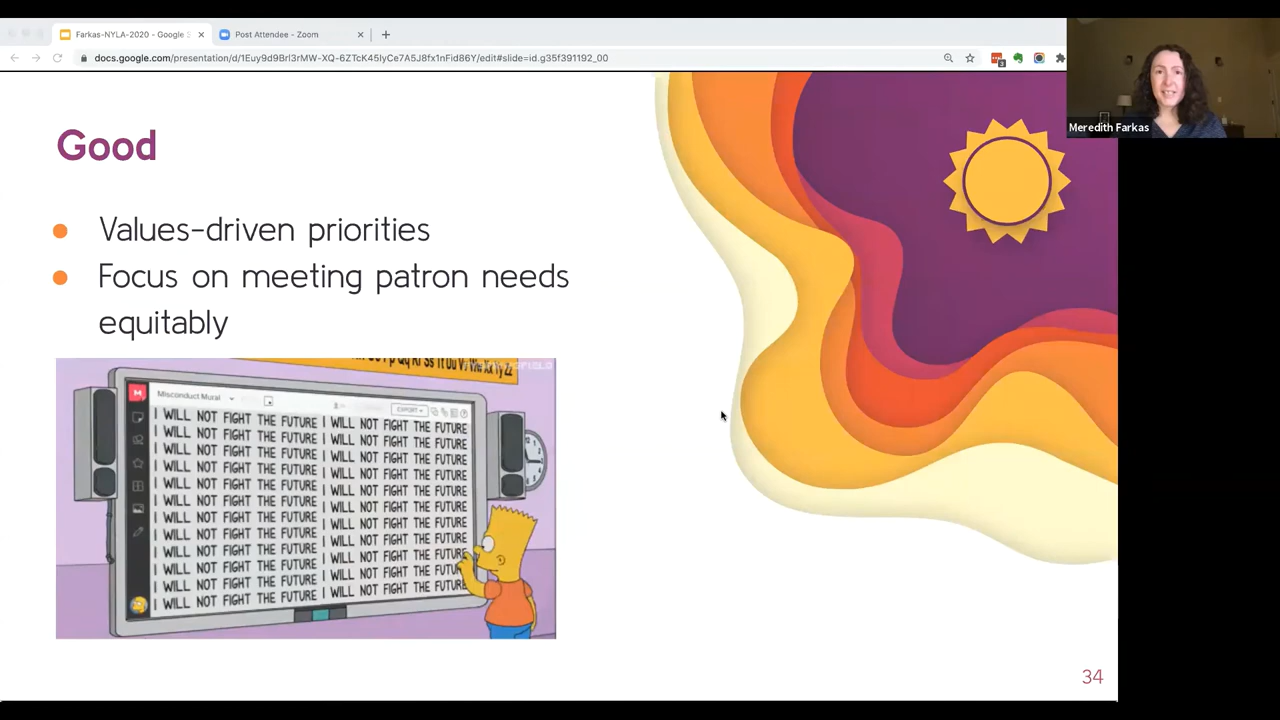 Farkas-NYLA-2020 - Google S
Post Attendee - Zoom
docs.google.com/presentation/d/1Euy9d9Brl3rMW-XQ-6ZTcK45lyCe7A5J8fx1nFid86Y/edit#slide=id.g35f391192_00
3
Meredith Farkas
Good
Values-driven priorities
Focus on meeting patron needs
equitably
Misconduct Mural
EXPORT
I WILL NOT FIGHT THE FUTURE I WILL NOT FIGHT THE FUTURE
I WILL NOT FIGHT THE FUTURE I WILL NOT FIGHT THE FUTURE
I WILL NOT FIGHT THE FUTURE I WILL NOT FIGHT THE FUTURE
I WILL NOT FIGHT THE FUTURE I WILL NOT FIGHT THE FUTURE
I WILL NOT FIGHT THE FUTURE I WILL NOT FIGHT THE FUTURE
I WILL NOT FIGHT THE FUTURE I WILL NOT FIGHT THE FUTURE
I WILL NOT FIGHT THE FUTURE I WILL NOT FIGHT THE FUTURE
I WILL NOT FIGHT THE FUTURE I WILL NOT FIGHT THE FUTURE
I WILL NOT FIGHT THE FUTURE I WILL NOT FIGHT THE FUTURE
I WILL NOT FIGHT THE FUTURE I WILL NOT FIGHT THE FUTURE
I WILL NOT FIGHT THE FUTURE I WILL NOT FIGHT THE FUTURE
I WILL NOT FIGHT THE FUTURE
34